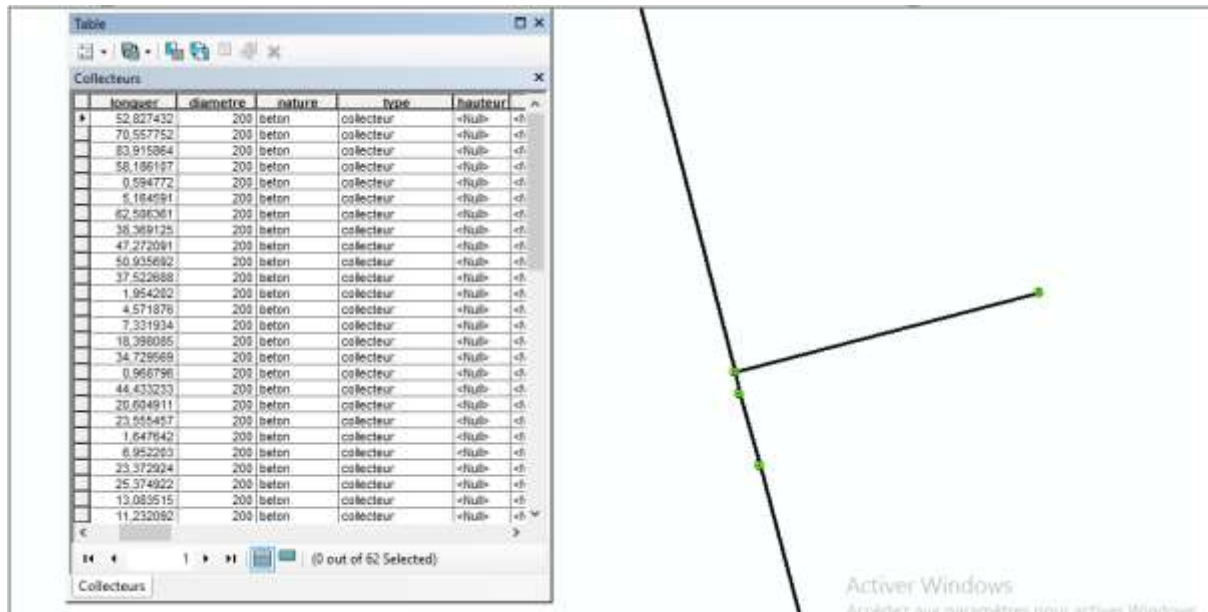 Table
Collecteurs
longuer diametre nature type hauteur
52,827432 200 beton collecteur <Null>
70,557752 200 beton collecteur <Null>
83,915864 200 beton collecteur <Null>
58,186107 200 beton collecteur <Null>
0,594772 200 beton collecteur <Null>
5,164591 200 beton collecteur <Null>
62,506361 200 beton collecteur <Null>
38,369125 200 beton collecteur <Null>
47,272091 200 beton collecteur <Null>
50,935692 200 beton collecteur <Null>
37,522688 200 beton collecteur <Null>
1,954202 200 beton collecteur <Null>
4,571876 200 beton collecteur <Null>
7,331934 200 beton collecteur <Null>
18,398085 200 beton collecteur <Null>
34,729569 200 beton collecteur <Null>
0,966796 200 beton collecteur <Null>
44,433233 200 beton collecteur <Null>
20,604911 200 beton collecteur <Null>
23,555457 200 beton collecteur <Null>
1,647642 200 beton collecteur <Null>
6,952203 200 beton collecteur <Null>
23,372924 200 beton collecteur <Null>
25,374922 200 beton collecteur <Null>
13,083515 200 beton collecteur <Null>
11,232092 200 beton collecteur <Null>
1 (0 out of 62 Selected)
Collecteurs
Activer Windows